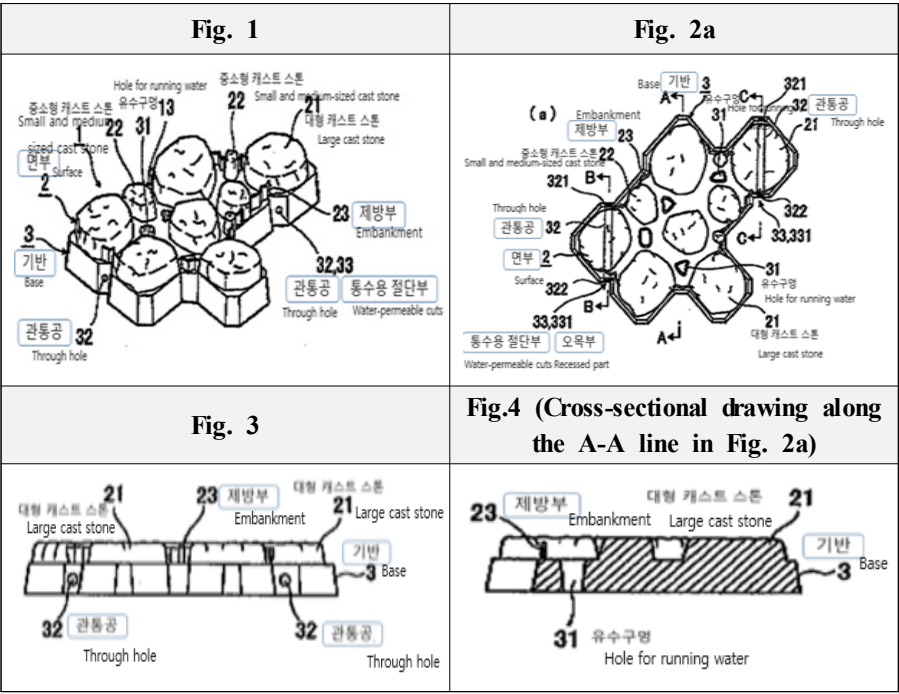 Fig. 1
Fig. 2a
중소형 캐스트 스톤
Hole for running water
유수구멍
13
22
Small and medium-sized cast stone
21
대형 캐스트 스톤
Large cast stone
중소형 캐스트 스톤
Small and medium
sized cast stone
22
31
1
면부
Surface
2
3
기반
Base
23
제방부
Embankment
32,33
관통공
통수용 절단부
Through hole
Water-permeable cuts
관통공
32
Through hole
(a)
Base
기반
3
A
유수구멍
Hole for running
31
C
321
32
관통공
21
Through hole
Embankment
제방부
23
중소형 캐스트 스톤
22
Small and medium-sized cast stone
321
B
Through hole
관통공
32
면부
2
Surface
322
B
33,331
통수용 절단부
오목부
Water-permeable cuts
Recessed part
A
322
33,331
C
31
유수구멍
Hole for running water
21
대형 캐스트 스톤
Large cast stone
Fig. 3
Fig.4 (Cross-sectional drawing along
the A-A line in Fig. 2a)
대형 캐스트 스톤
21
Large cast stone
23
제방부
Embankment
대형 캐스트 스톤
21
Large cast stone
기반
3
Base
32
관통공
Through hole
32
관통공
Through hole
23
제방부
Embankment
대형 캐스트 스톤
21
Large cast stone
기반
3
Base
31
유수구멍
Hole for running water